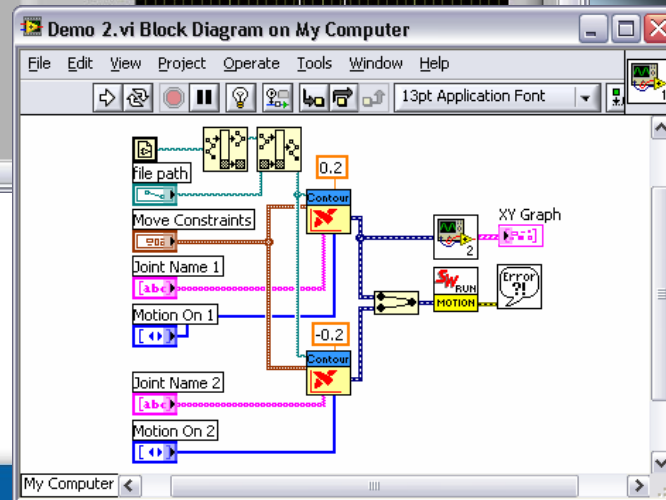 Demo 2.vi Block Diagram on My Computer
File Edit View Project Operate Tools Window Help
13pt Application Font
1
file path
0.2
Contour
Move Constraints
XY Graph
2
Joint Name 1
abc
SW RUN
MOTION
Error ?!
Motion On 1
-0.2
Contour
Joint Name 2
abc
Motion On 2
My Computer